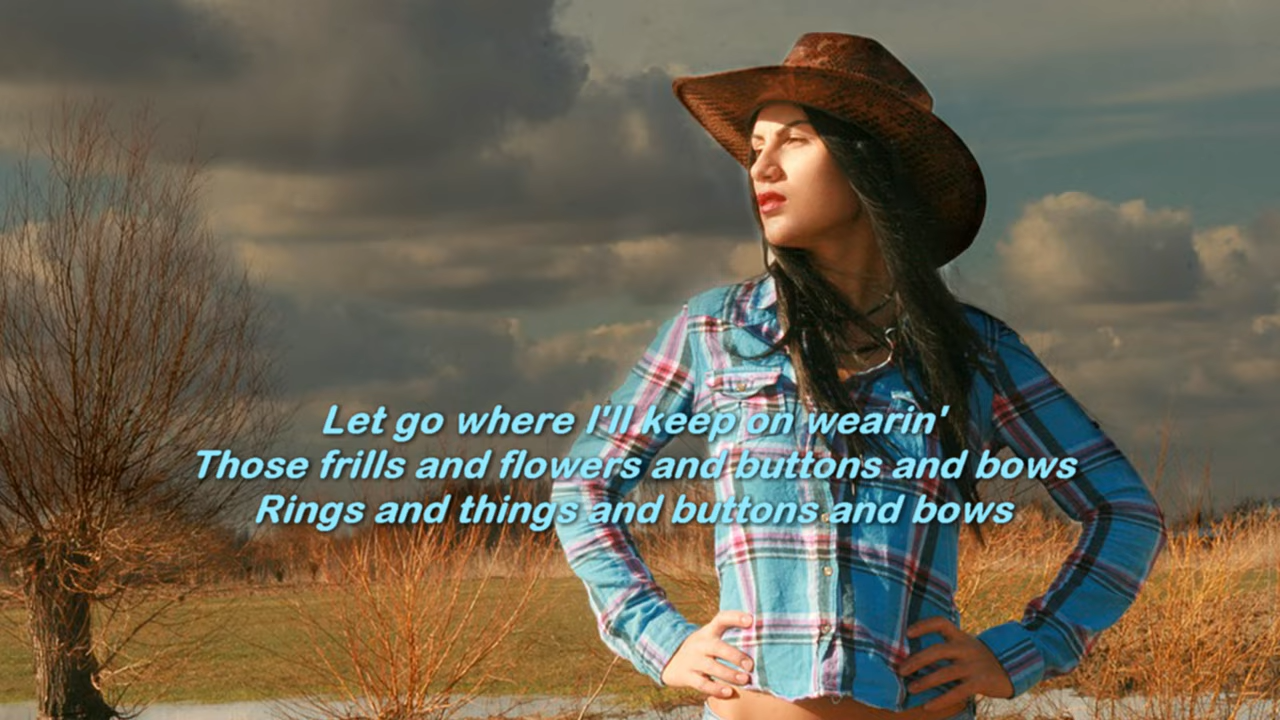 Let go where I'll keep on wearin'
Those frills and flowers and buttons and bows
Rings and things and buttons and bows